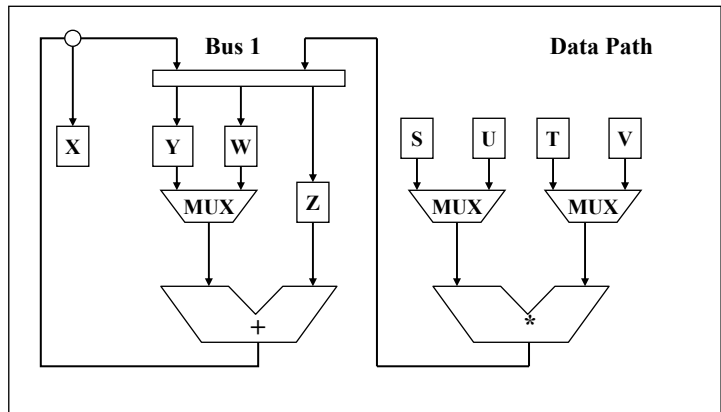 Bus 1 Data Path
X Y W S U T V
MUX Z MUX MUX
+ *